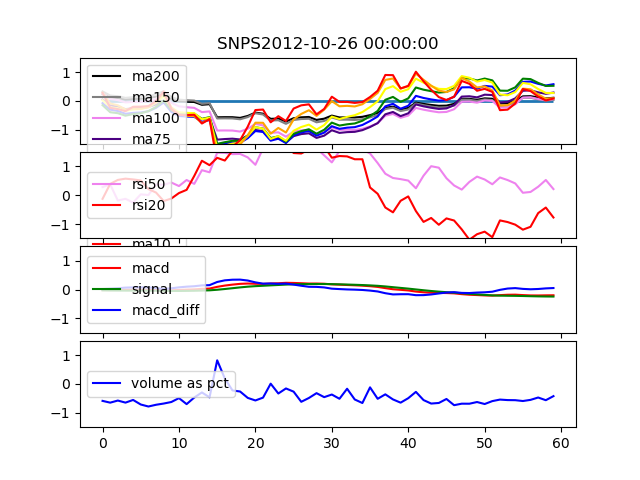 SNPS2012-10-26 00:00:00
1
0
−1
ma200
ma150
ma100
ma75
1
0
−1
rsi50
rsi20
ma10
1
0
−1
macd
signal
macd_diff
1
0
−1
volume as pct
0 10 20 30 40 50 60